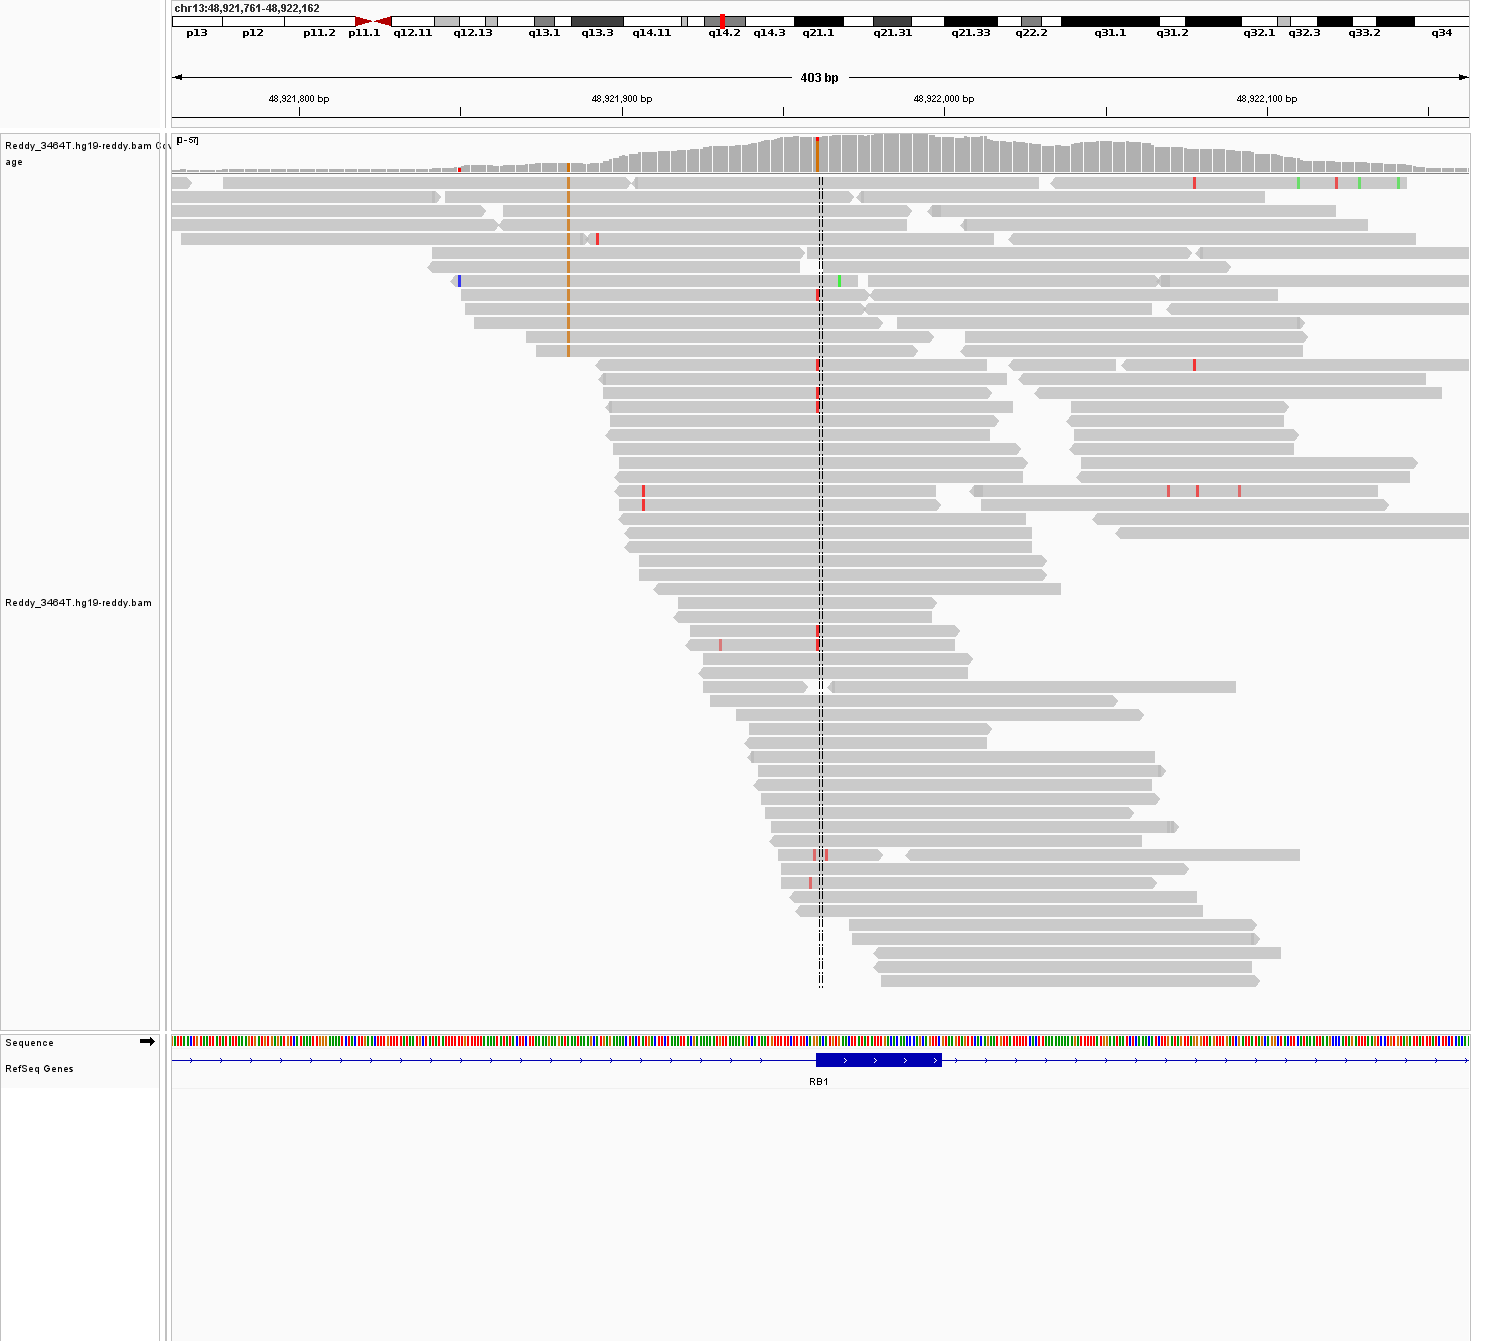 chr13:48,921,761-48,922,162
p13 p12 p11.2 p11.1 q12.11 q12.13 q13.1 q13.3 q14.11 q14.2 q14.3 q21.1 q21.31 q21.33 q22.2 q31.1 q31.2 q32.1 q32.3 q33.2 q34
403 bp
48,921,800 bp 48,921,900 bp 48,922,000 bp 48,922,100 bp
[0-57]
Reddy_3464T.hg19-reddy.bam Cov
age
Reddy_3464T.hg19-reddy.bam
Sequence
RefSeq Genes
RB1